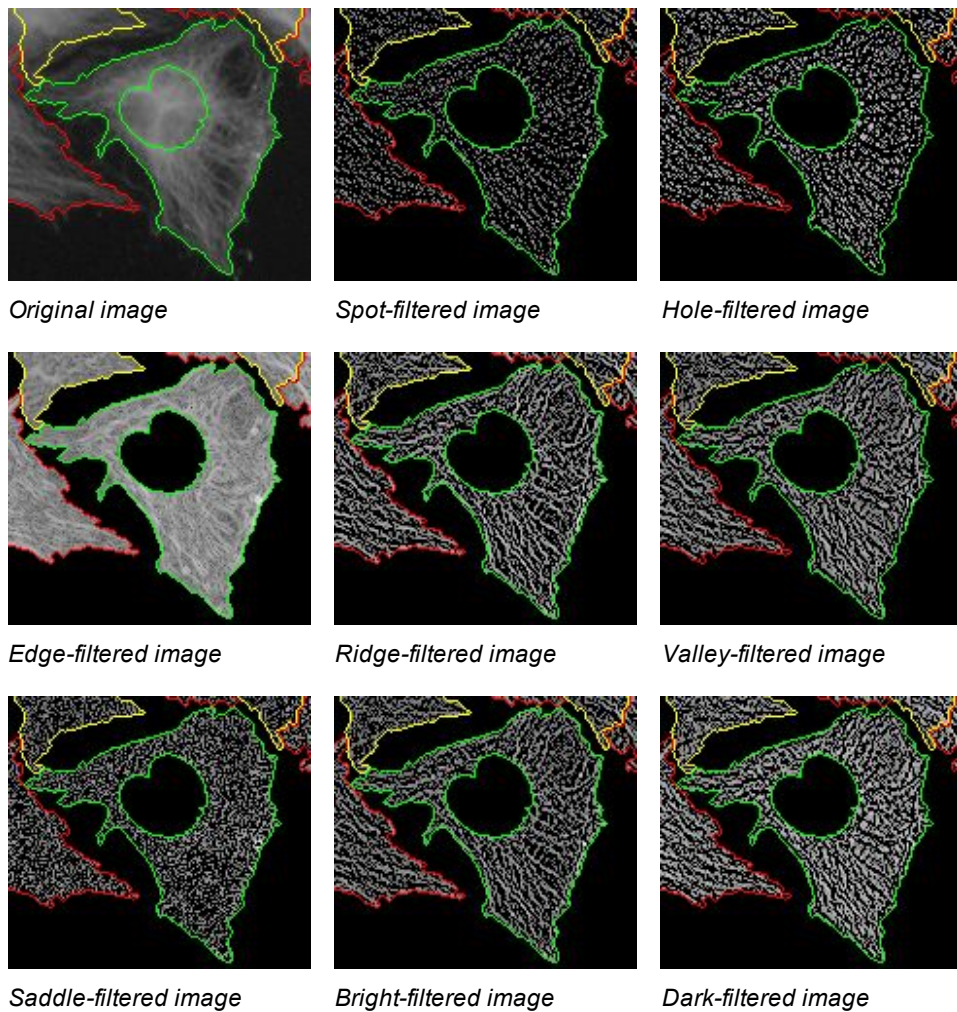 Original image
Spot-filtered image
Hole-filtered image
Edge-filtered image
Ridge-filtered image
Valley-filtered image
Saddle-filtered image
Bright-filtered image
Dark-filtered image